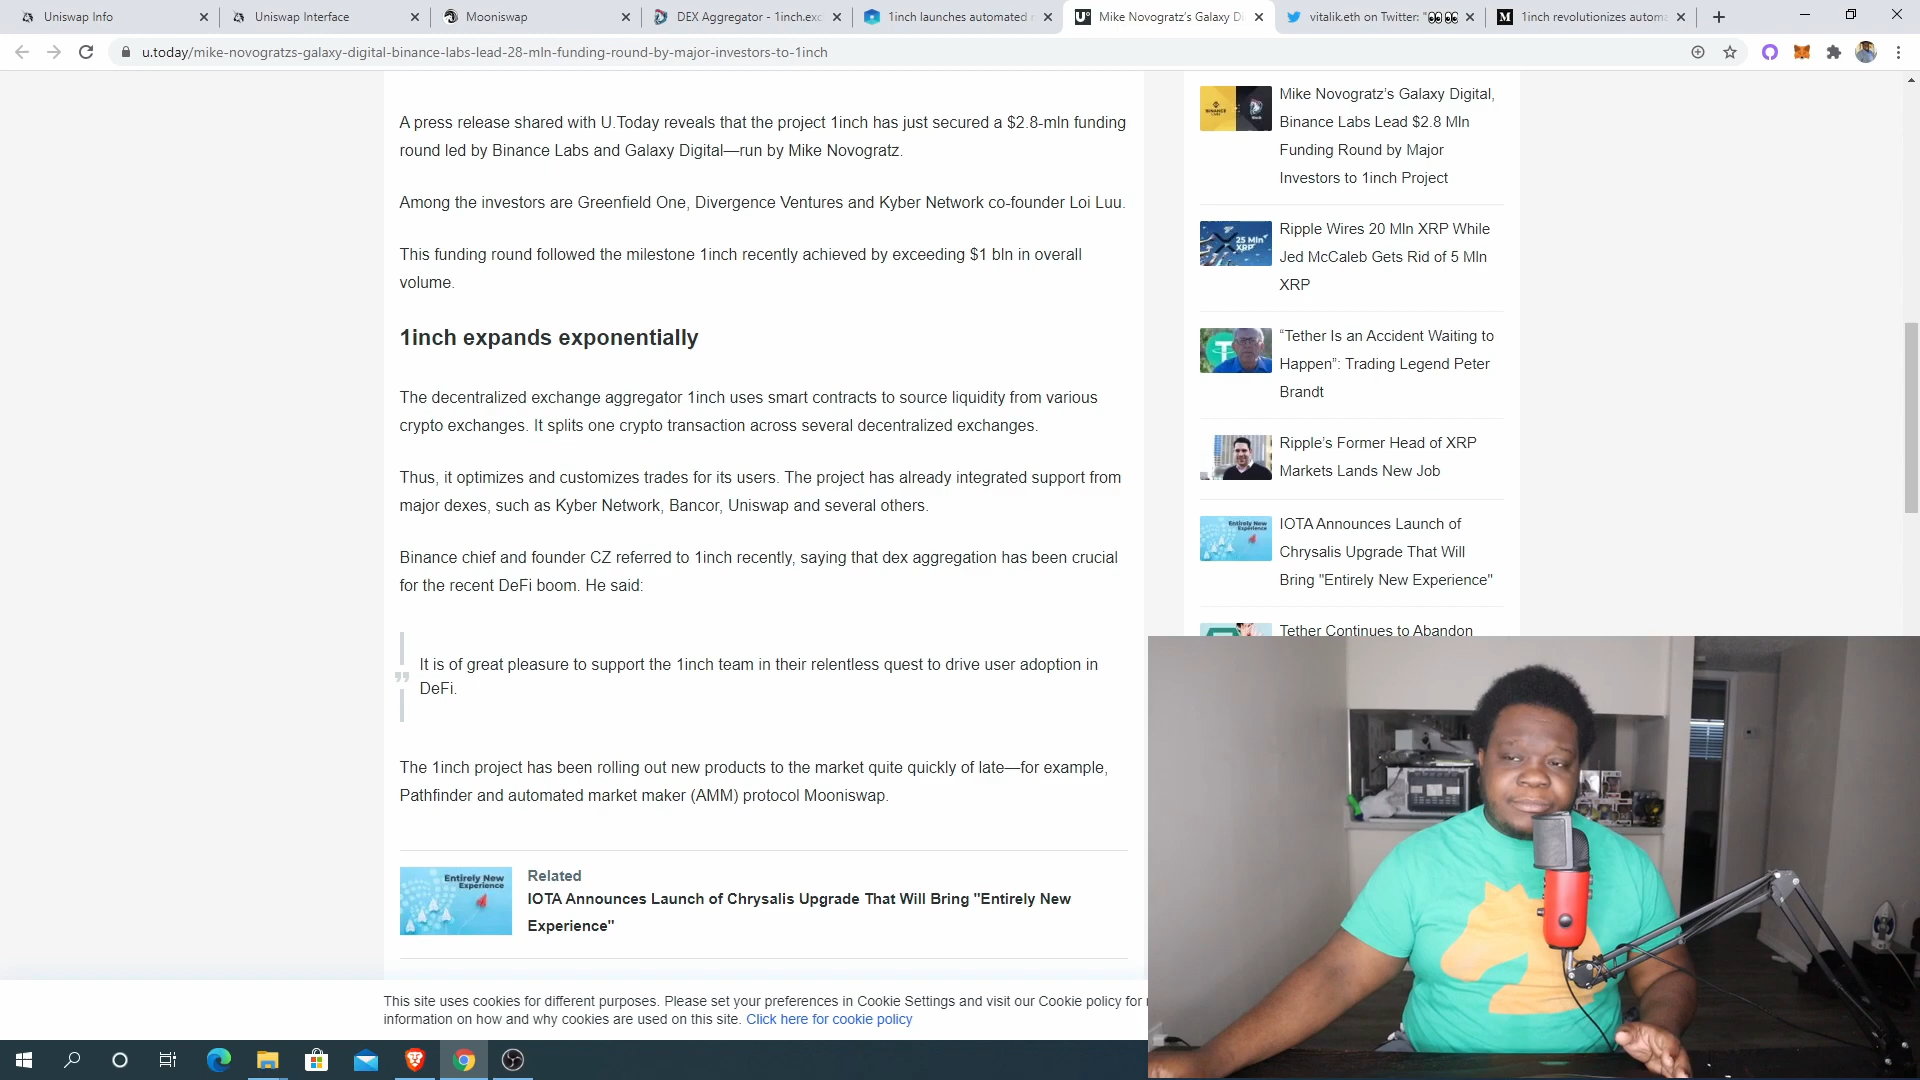 Uniswap Info
Uniswap Interface
Mooniswap
DEX Aggregator - 1inch.exc
1inch launches automated
Mike Novogratz's Galaxy Di
vitalik.eth on Twitter: "👀👀
1inch revolutionizes autom
u.today/mike-novogratzs-galaxy-digital-binance-labs-lead-28-mln-funding-round-by-major-investors-to-1inch
A press release shared with U.Today reveals that the project 1inch has just secured a $2.8-mln funding
round led by Binance Labs and Galaxy Digital—run by Mike Novogratz.
Among the investors are Greenfield One, Divergence Ventures and Kyber Network co-founder Loi Luu.
This funding round followed the milestone 1inch recently achieved by exceeding $1 bln in overall
volume.
1inch expands exponentially
The decentralized exchange aggregator 1inch uses smart contracts to source liquidity from various
crypto exchanges. It splits one crypto transaction across several decentralized exchanges.
Thus, it optimizes and customizes trades for its users. The project has already integrated support from
major dexes, such as Kyber Network, Bancor, Uniswap and several others.
Binance chief and founder CZ referred to 1inch recently, saying that dex aggregation has been crucial
for the recent DeFi boom. He said:
It is of great pleasure to support the 1inch team in their relentless quest to drive user adoption in
DeFi.
The 1inch project has been rolling out new products to the market quite quickly of late—for example,
Pathfinder and automated market maker (AMM) protocol Mooniswap.
Entirely New
Experience
Related
IOTA Announces Launch of Chrysalis Upgrade That Will Bring "Entirely New
Experience"
This site uses cookies for different purposes. Please set your preferences in Cookie Settings and visit our Cookie policy for
information on how and why cookies are used on this site. Click here for cookie policy
Mike Novogratz's Galaxy Digital,
Binance Labs Lead $2.8 Mln
Funding Round by Major
Investors to 1inch Project
25 Mln
XRP
Ripple Wires 20 Mln XRP While
Jed McCaleb Gets Rid of 5 Mln
XRP
“Tether Is an Accident Waiting to
Happen”: Trading Legend Peter
Brandt
Ripple's Former Head of XRP
Markets Lands New Job
Entirely New
Experience
IOTA Announces Launch of
Chrysalis Upgrade That Will
Bring "Entirely New Experience"
Tether Continues to Abandon